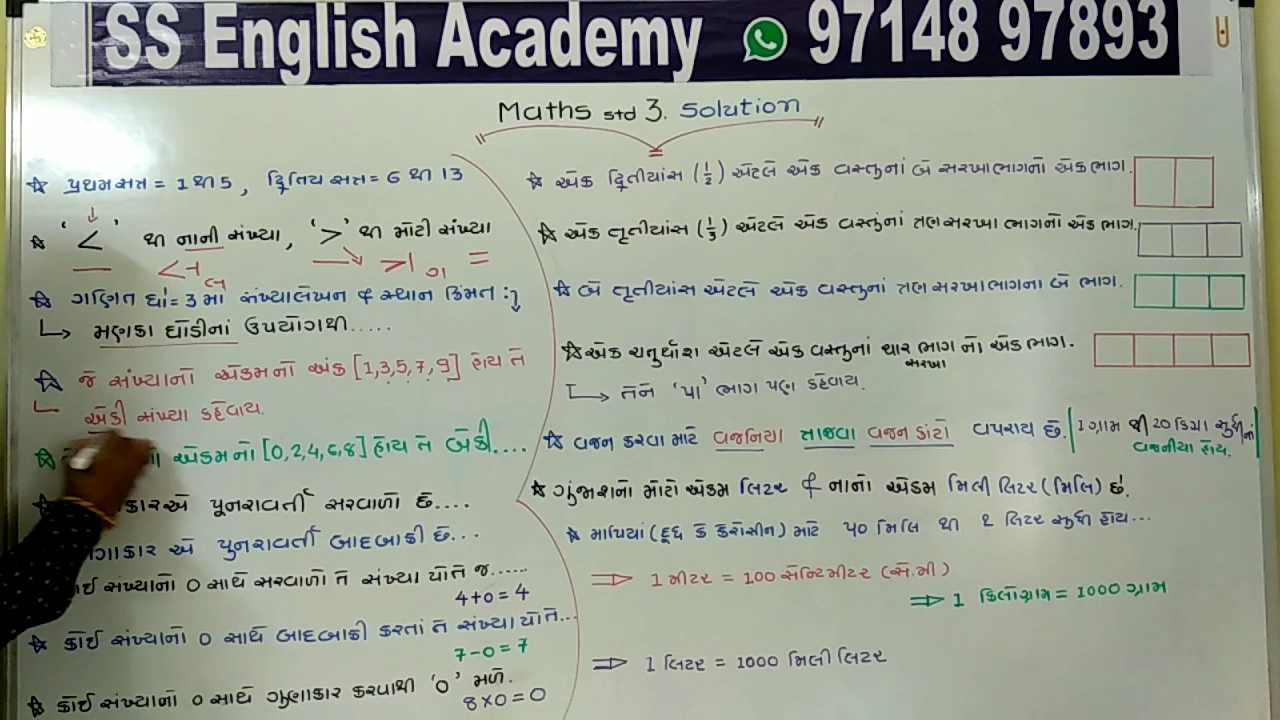 SS English Academy 97148 97893
Maths std 3. Solution
પ્રથમસત્ર = 1 થી 5, દ્વિતિય સત્ર = 6 થી 13
'<' થી નાની સંખ્યા, '>' થી મોટી સંખ્યા
ગણિત ધો = 3 માં સંખ્યાલેખન & સ્થાન કિંમત :
મણકા ઘોડીનાં ઉપયોગથી.....
જે સંખ્યાનો એકમનો અંક [1,3,5,7,9] હોય તે
એકી સંખ્યા કહેવાય.
એકમનો [0,2,4,6,8] હોય તે બેકી....
કારએ પૂનરાવર્તી સરવાળો છે....
ગાકાર એ પુનરાવર્તી બાદબાકી છે...
ઈ સંખ્યાનો 0 સાથે સરવાળો તે સંખ્યા પોતે જ......
4+0=4
કોઈ સંખ્યાનો 0 સાથે બાદબાકી કરતાં તે સંખ્યા પોતે...
7-0=7
કોઈ સંખ્યાનો 0 સાથે ગુણાકાર કરવાથી '0' મળે.
8×0=0
એક દ્વિતીયાંસ (1/2) એટલે એક વસ્તુનાં બે સરખા ભાગનો એક ભાગ.
એક તૃતીયાંસ (1/3) એટલે એક વસ્તુનાં ત્રણ સરખા ભાગનો એક ભાગ.
બે તૃતીયાંસ એટલે એક વસ્તુનાં ત્રણ સરખા ભાગના બે ભાગ.
એક ચતુર્થાંશ એટલે એક વસ્તુનાં ચાર ભાગ નો એક ભાગ.
સરખા
તેને 'પા' ભાગ પણ કહેવાય.
વજન કરવા માટે વજનિયા તાજવા વજન કાંટો વપરાય છે. 1 ગ્રામ થી 20 કિગ્રા સુધીનાં
વજનીયા હોય.
ગુંજાશનો મોટો એકમ લિટર & નાનો એકમ મિલી લિટર (મિલિ) છે.
માપિયાં (દૂધ કે કેરોસીન) માટે ૫૦ મિલિ થી ૨ લિટર સુધી હોય...
1 મીટર = 100 સેન્ટિમીટર (સે.મી)
1 કિલોગ્રામ = 1000 ગ્રામ
1 લિટર = 1000 મિલી લિટર